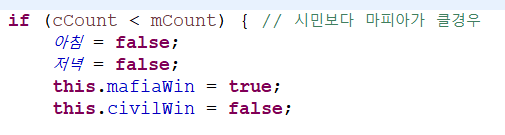 if (cCount < mCount) { // 시민보다 마피아가 클경우
아침 = false;
저녁 = false;
this.mafiaWin = true;
this.civilWin = false;